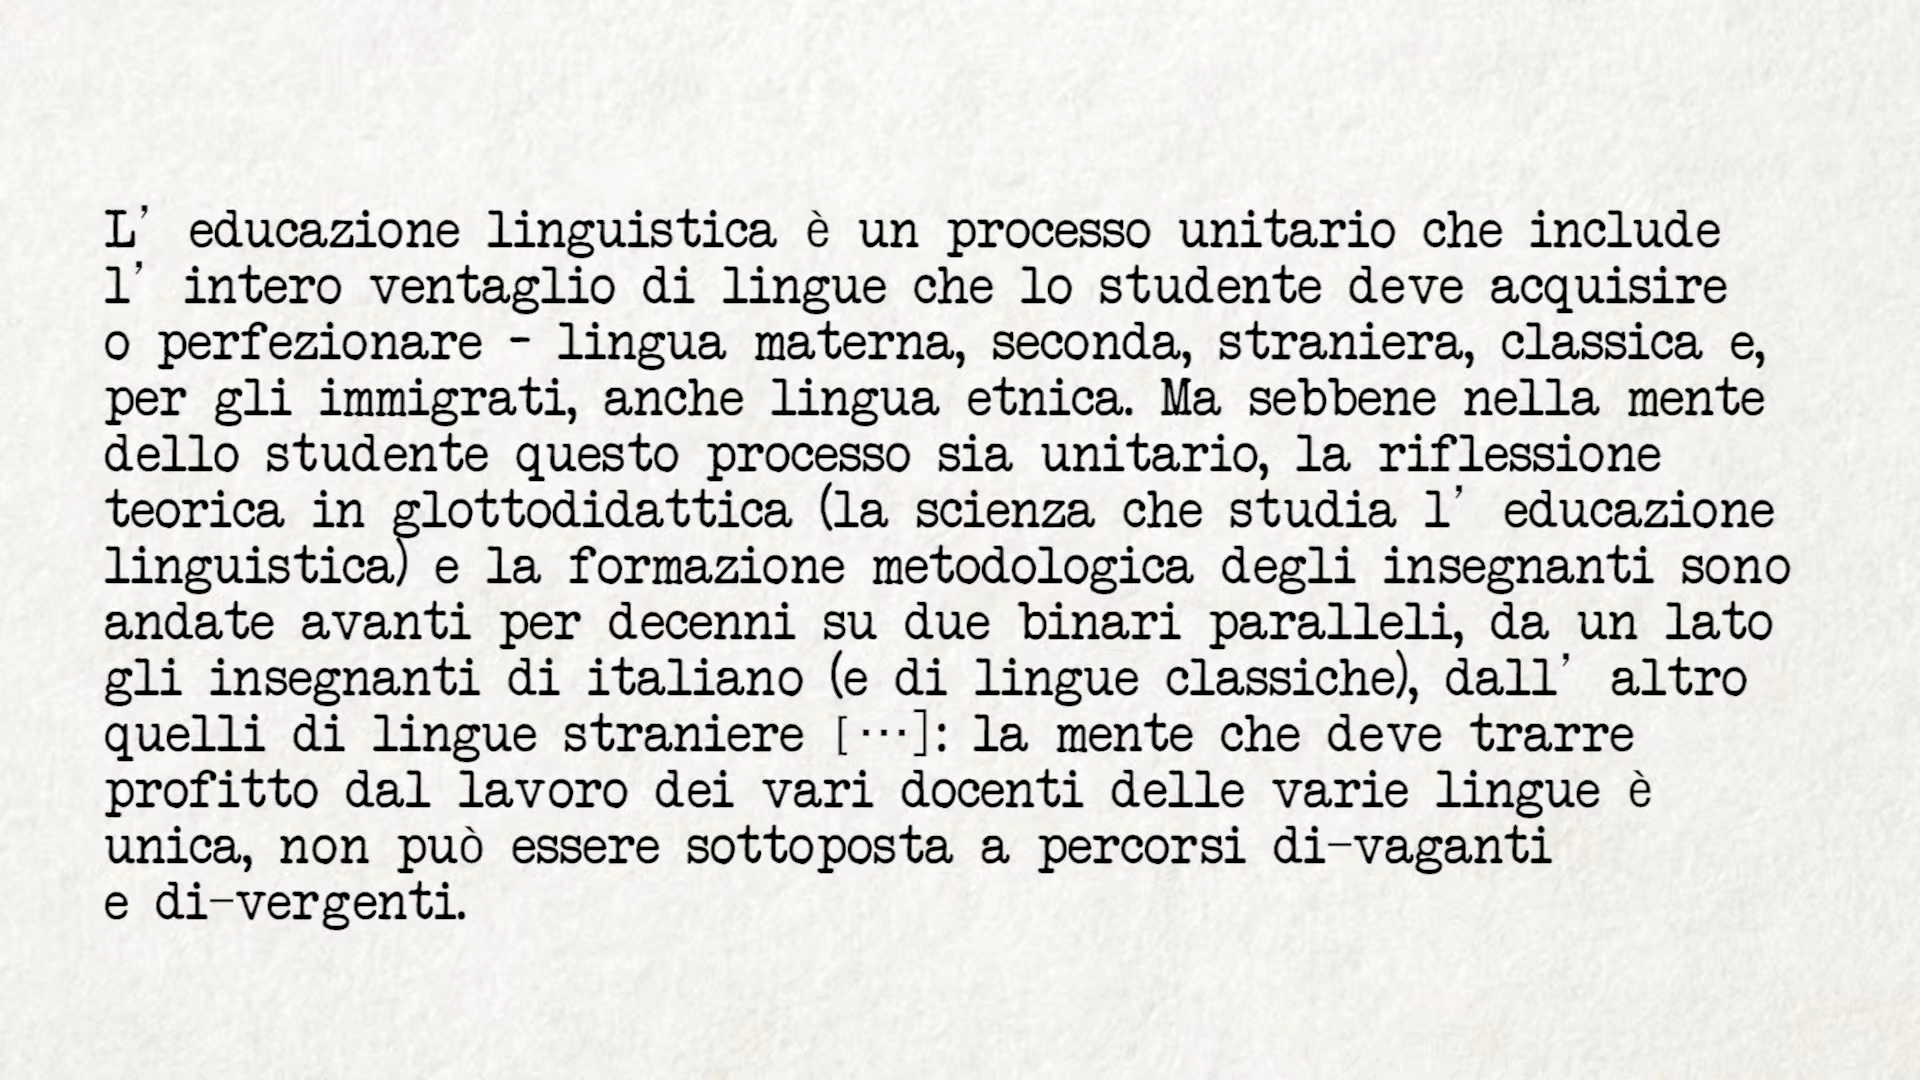 L’ educazione linguistica è un processo unitario che include
l’ intero ventaglio di lingue che lo studente deve acquisire
o perfezionare - lingua materna, seconda, straniera, classica e,
per gli immigrati, anche lingua etnica. Ma sebbene nella mente
dello studente questo processo sia unitario, la riflessione
teorica in glottodidattica (la scienza che studia l’ educazione
linguistica) e la formazione metodologica degli insegnanti sono
andate avanti per decenni su due binari paralleli, da un lato
gli insegnanti di italiano (e di lingue classiche), dall’ altro
quelli di lingue straniere […]: la mente che deve trarre
profitto dal lavoro dei vari docenti delle varie lingue è
unica, non può essere sottoposta a percorsi di-vaganti
e di-vergenti.